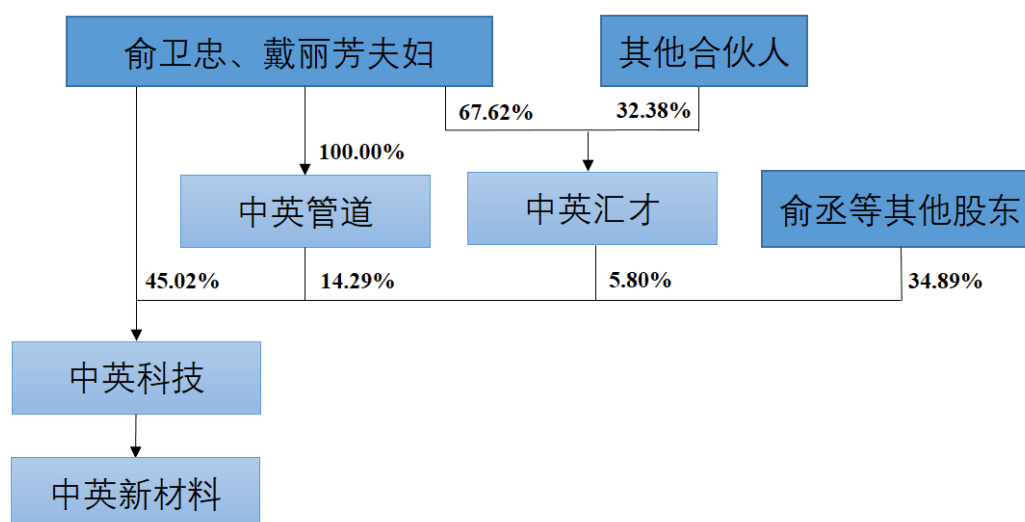 俞卫忠、戴丽芳夫妇
其他合伙人
67.62%
32.38%
100.00%
中英管道
中英汇才
俞丞等其他股东
45.02%
14.29%
5.80%
34.89%
中英科技
中英新材料